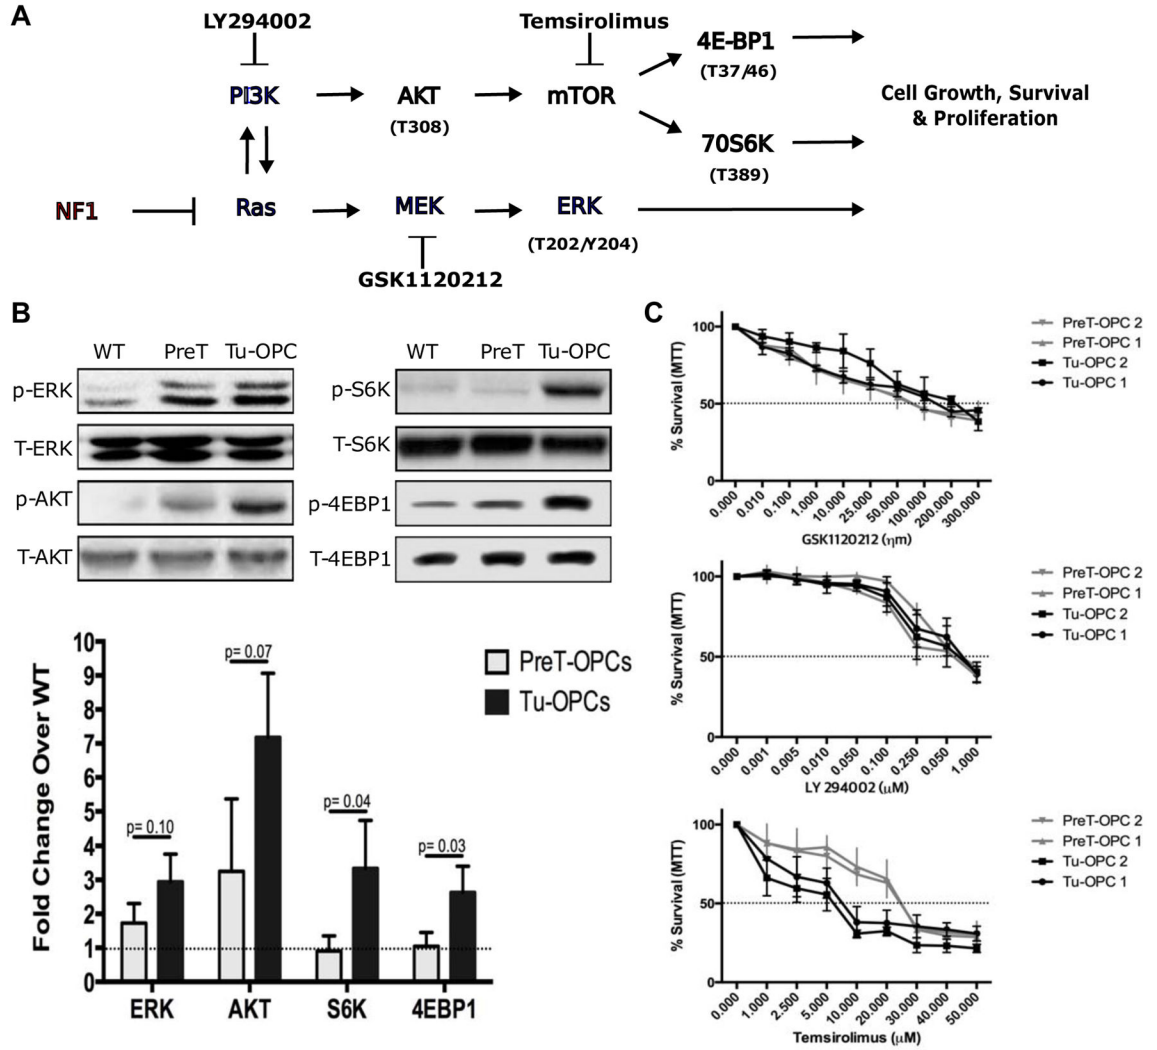 A
LY294002
Temsirolimus
4E-BP1
(T37/46)
PI3K
AKT
(T308)
mTOR
Cell Growth, Survival
& Proliferation
70S6K
(T389)
NF1
Ras
MEK
ERK
(T202/Y204)
GSK1120212
B
WT PreT Tu-OPC
p-ERK
T-ERK
p-AKT
T-AKT
WT PreT Tu-OPC
p-S6K
T-S6K
p-4EBP1
T-4EBP1
Fold Change Over WT
10
9
8
7
6
5
4
3
2
1
0
p= 0.10
p= 0.07
p= 0.04
p= 0.03
ERK AKT S6K 4EBP1
PreT-OPCs
Tu-OPCs
C
% Survival (MTT)
100
50
0
0.000 0.010 0.100 1.000 10.000 25.000 50.000 100.000 200.000 300.000
GSK1120212 (ηm)
PreT-OPC 2
PreT-OPC 1
Tu-OPC 2
Tu-OPC 1
% Survival (MTT)
100
50
0
0.000 0.001 0.005 0.010 0.050 0.100 0.250 0.050 1.000
LY 294002 (μM)
PreT-OPC 2
PreT-OPC 1
Tu-OPC 2
Tu-OPC 1
% Survival (MTT)
100
50
0
0.000 1.000 2.500 5.000 10.000 20.000 30.000 40.000 50.000
Temsirolimus (μM)
PreT-OPC 2
PreT-OPC 1
Tu-OPC 2
Tu-OPC 1